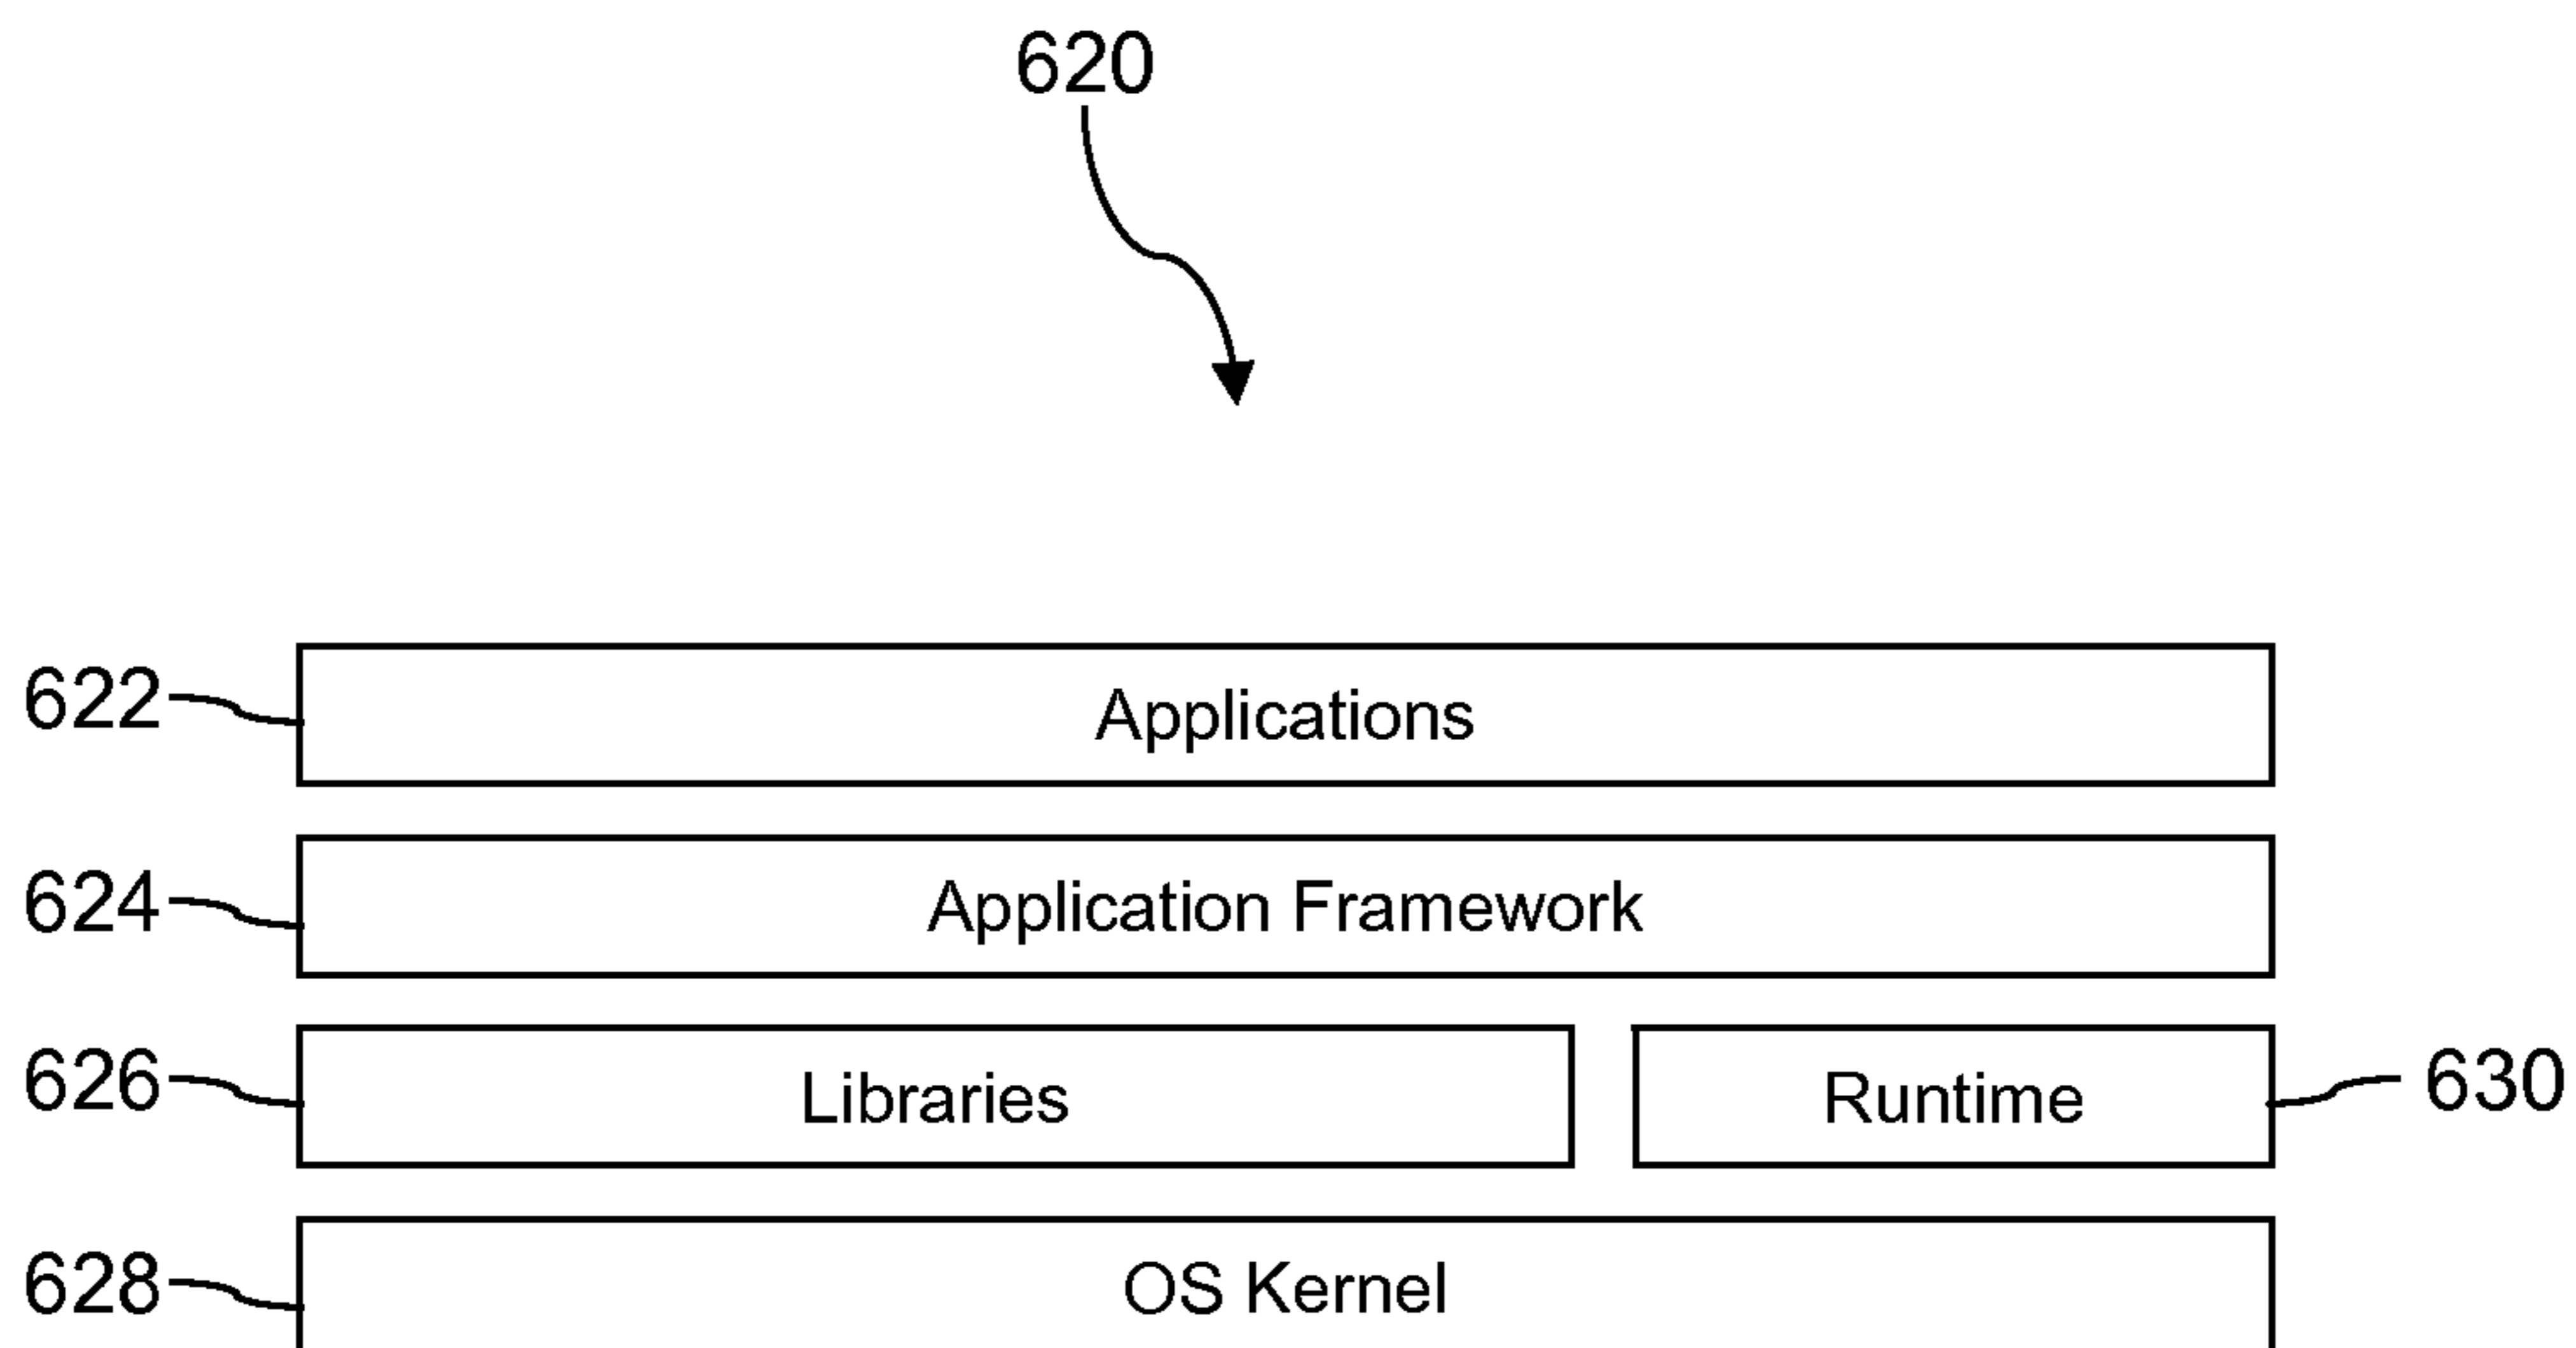 620
622 Applications
624 Application Framework
626 Libraries Runtime 630
628 OS Kernel